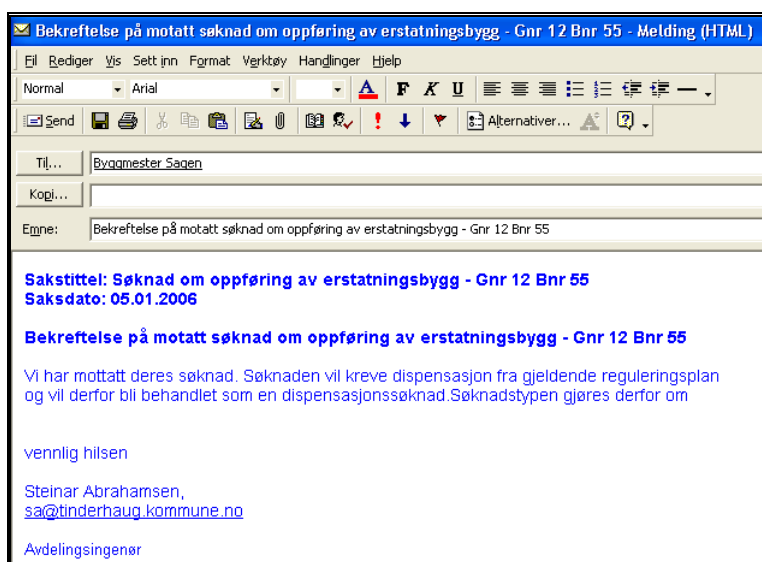 Bekreftelse på motatt søknad om oppføring av erstatningsbygg - Gnr 12 Bnr 55 - Melding (HTML)
Fil Rediger Vis Sett inn Format Verktøy Handlinger Hjelp
Normal Arial A F K U
Send Alternativer... A
Til... Byggmester Sagen
Kopi...
Emne: Bekreftelse på motatt søknad om oppføring av erstatningsbygg - Gnr 12 Bnr 55
Sakstittel: Søknad om oppføring av erstatningsbygg - Gnr 12 Bnr 55
Saksdato: 05.01.2006
Bekreftelse på motatt søknad om oppføring av erstatningsbygg - Gnr 12 Bnr 55
Vi har mottatt deres søknad. Søknaden vil kreve dispensasjon fra gjeldende reguleringsplan
og vil derfor bli behandlet som en dispensasjonssøknad.Søknadstypen gjøres derfor om
vennlig hilsen
Steinar Abrahamsen,
sa@tinderhaug.kommune.no
Avdelingsingenør